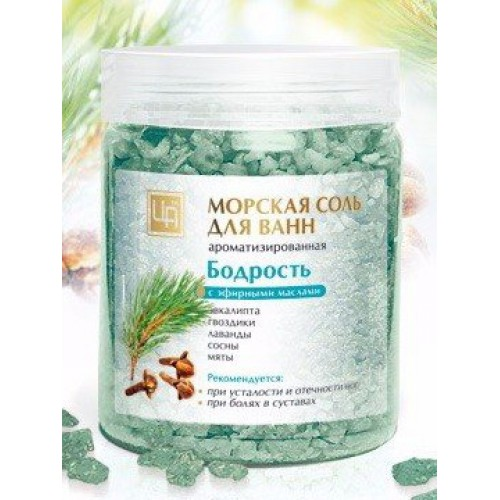 ЦА
МОРСКАЯ СОЛЬ
ДЛЯ ВАНН
ароматизированная
Бодрость
с эфирными маслами
эвкалипта
гвоздики
лаванды
сосны
мяты
Рекомендуется:
• при усталости и отечности ног
• при болях в суставах